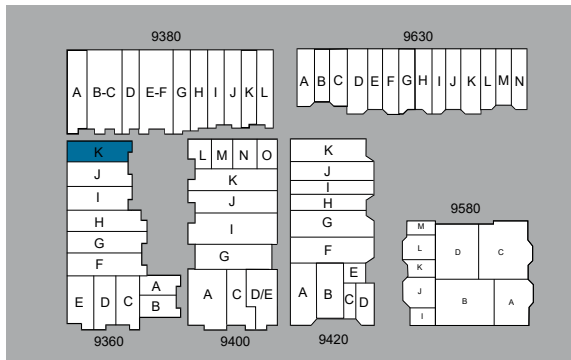 9380 9630
A B-C D E-F G H I J K L
A B C D E F G H I J K L M N
K
J
I
H
G
F
E D C A
B
9360
L M N O
K
J
I
G
A C D/E
9400
K
J
I
H
G
F
E
A B C D
9420
9580
M
L
K
J
I
D C
B A